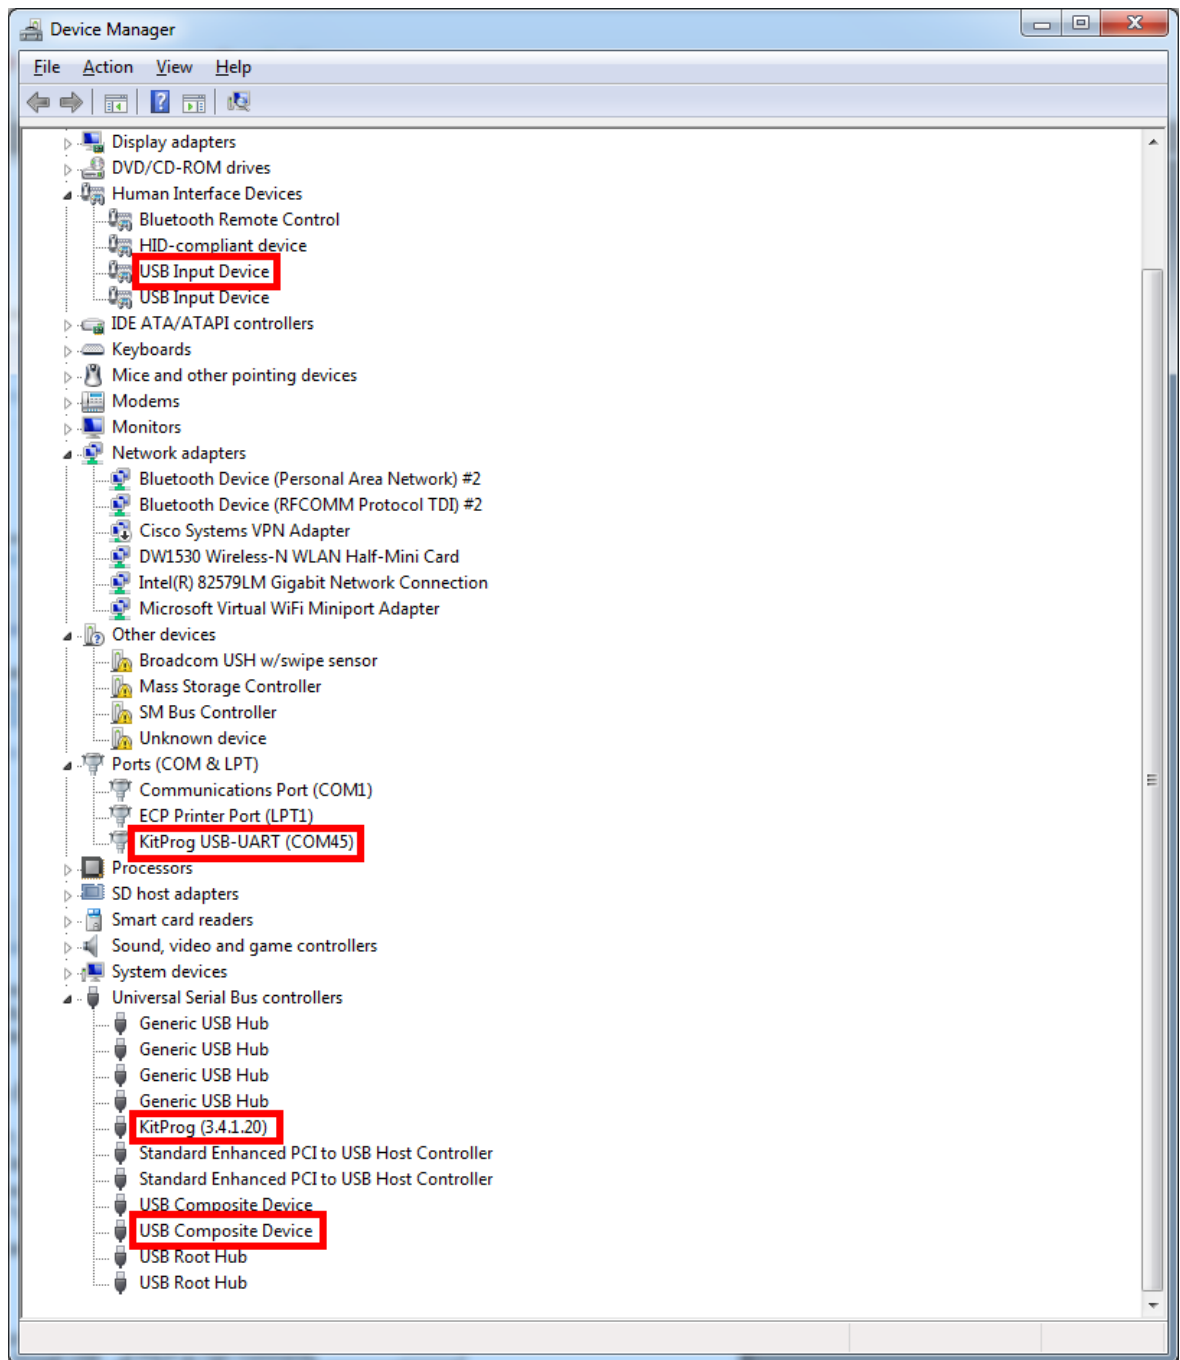 Device Manager
File Action View Help
Display adapters
DVD/CD-ROM drives
Human Interface Devices
Bluetooth Remote Control
HID-compliant device
USB Input Device
USB Input Device
IDE ATA/ATAPI controllers
Keyboards
Mice and other pointing devices
Modems
Monitors
Network adapters
Bluetooth Device (Personal Area Network) #2
Bluetooth Device (RFCOMM Protocol TDI) #2
Cisco Systems VPN Adapter
DW1530 Wireless-N WLAN Half-Mini Card
Intel(R) 82579LM Gigabit Network Connection
Microsoft Virtual WiFi Miniport Adapter
Other devices
Broadcom USH w/swipe sensor
Mass Storage Controller
SM Bus Controller
Unknown device
Ports (COM & LPT)
Communications Port (COM1)
ECP Printer Port (LPT1)
KitProg USB-UART (COM45)
Processors
SD host adapters
Smart card readers
Sound, video and game controllers
System devices
Universal Serial Bus controllers
Generic USB Hub
Generic USB Hub
Generic USB Hub
Generic USB Hub
KitProg (3.4.1.20)
Standard Enhanced PCI to USB Host Controller
Standard Enhanced PCI to USB Host Controller
USB Composite Device
USB Composite Device
USB Root Hub
USB Root Hub